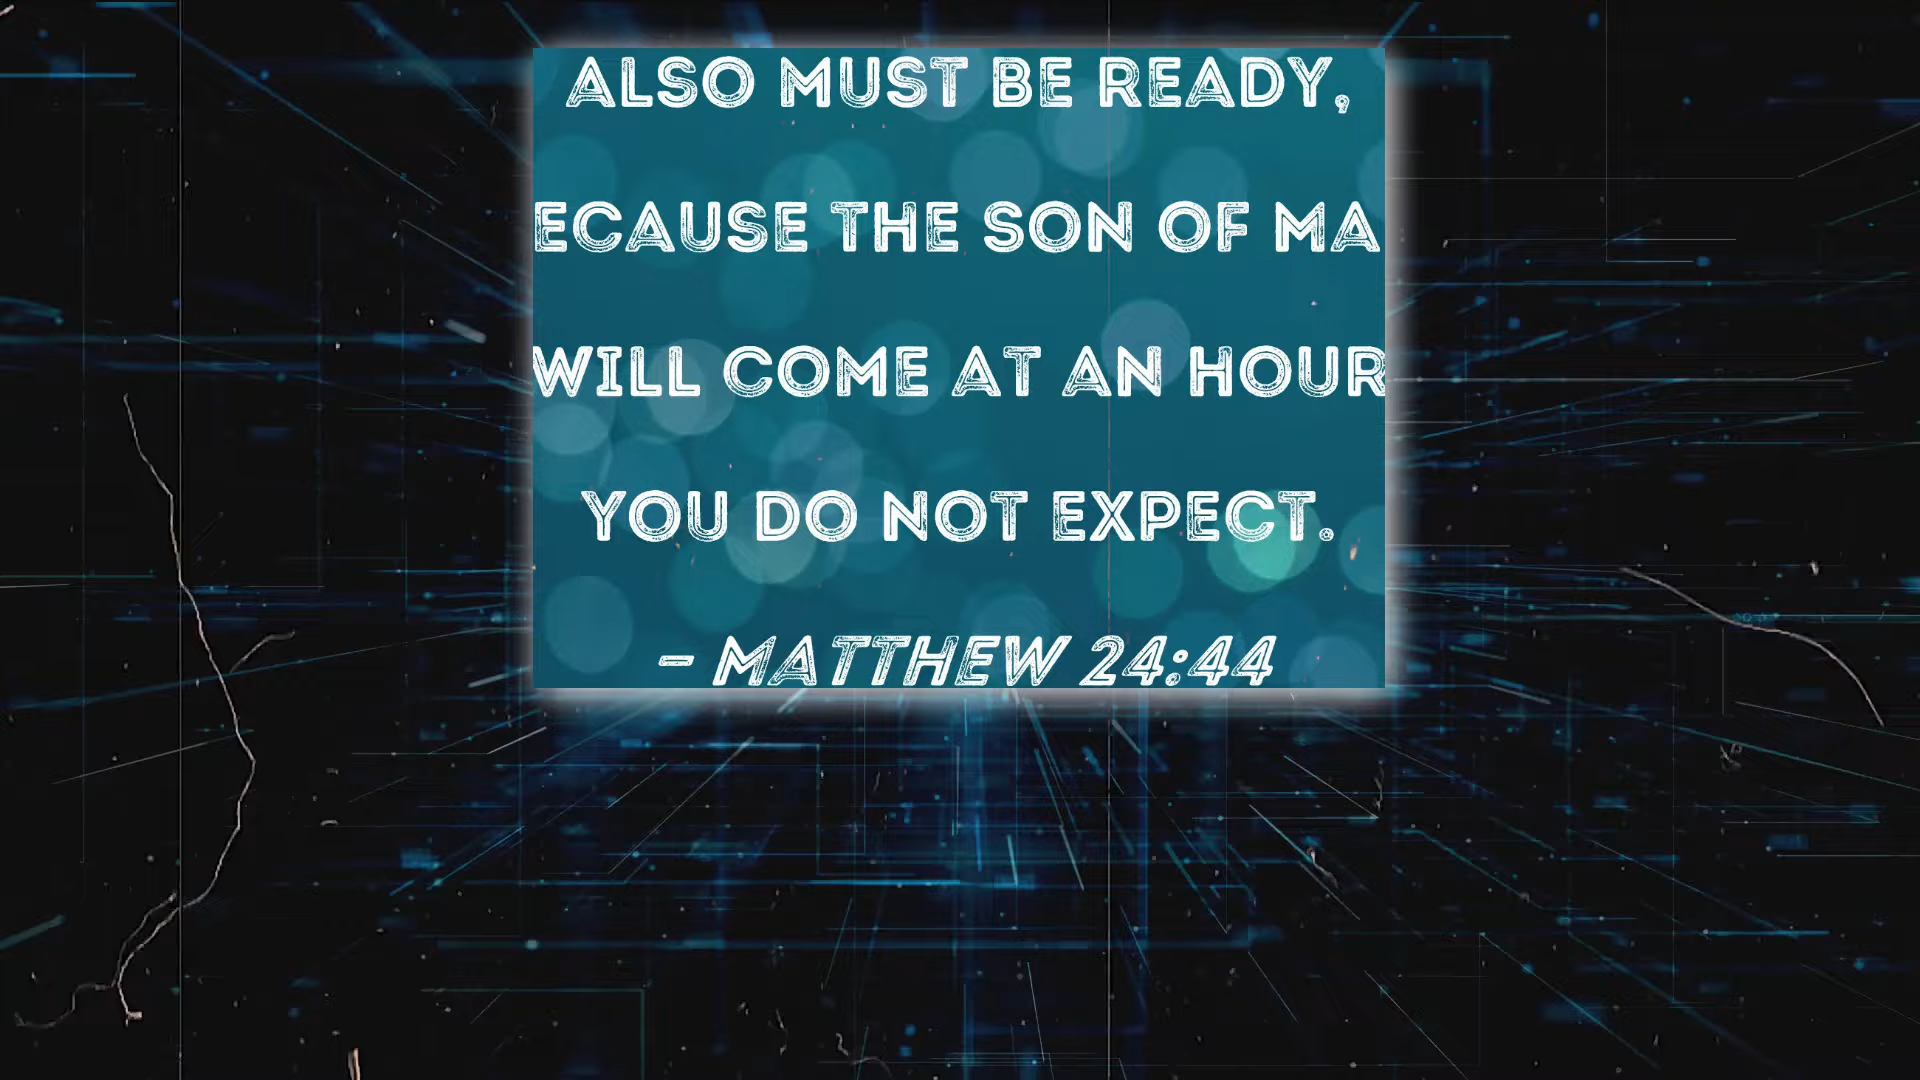 ALSO MUST BE READY,
ECAUSE THE SON OF MA
WILL COME AT AN HOUR
YOU DO NOT EXPECT.
- MATTHEW 24:44